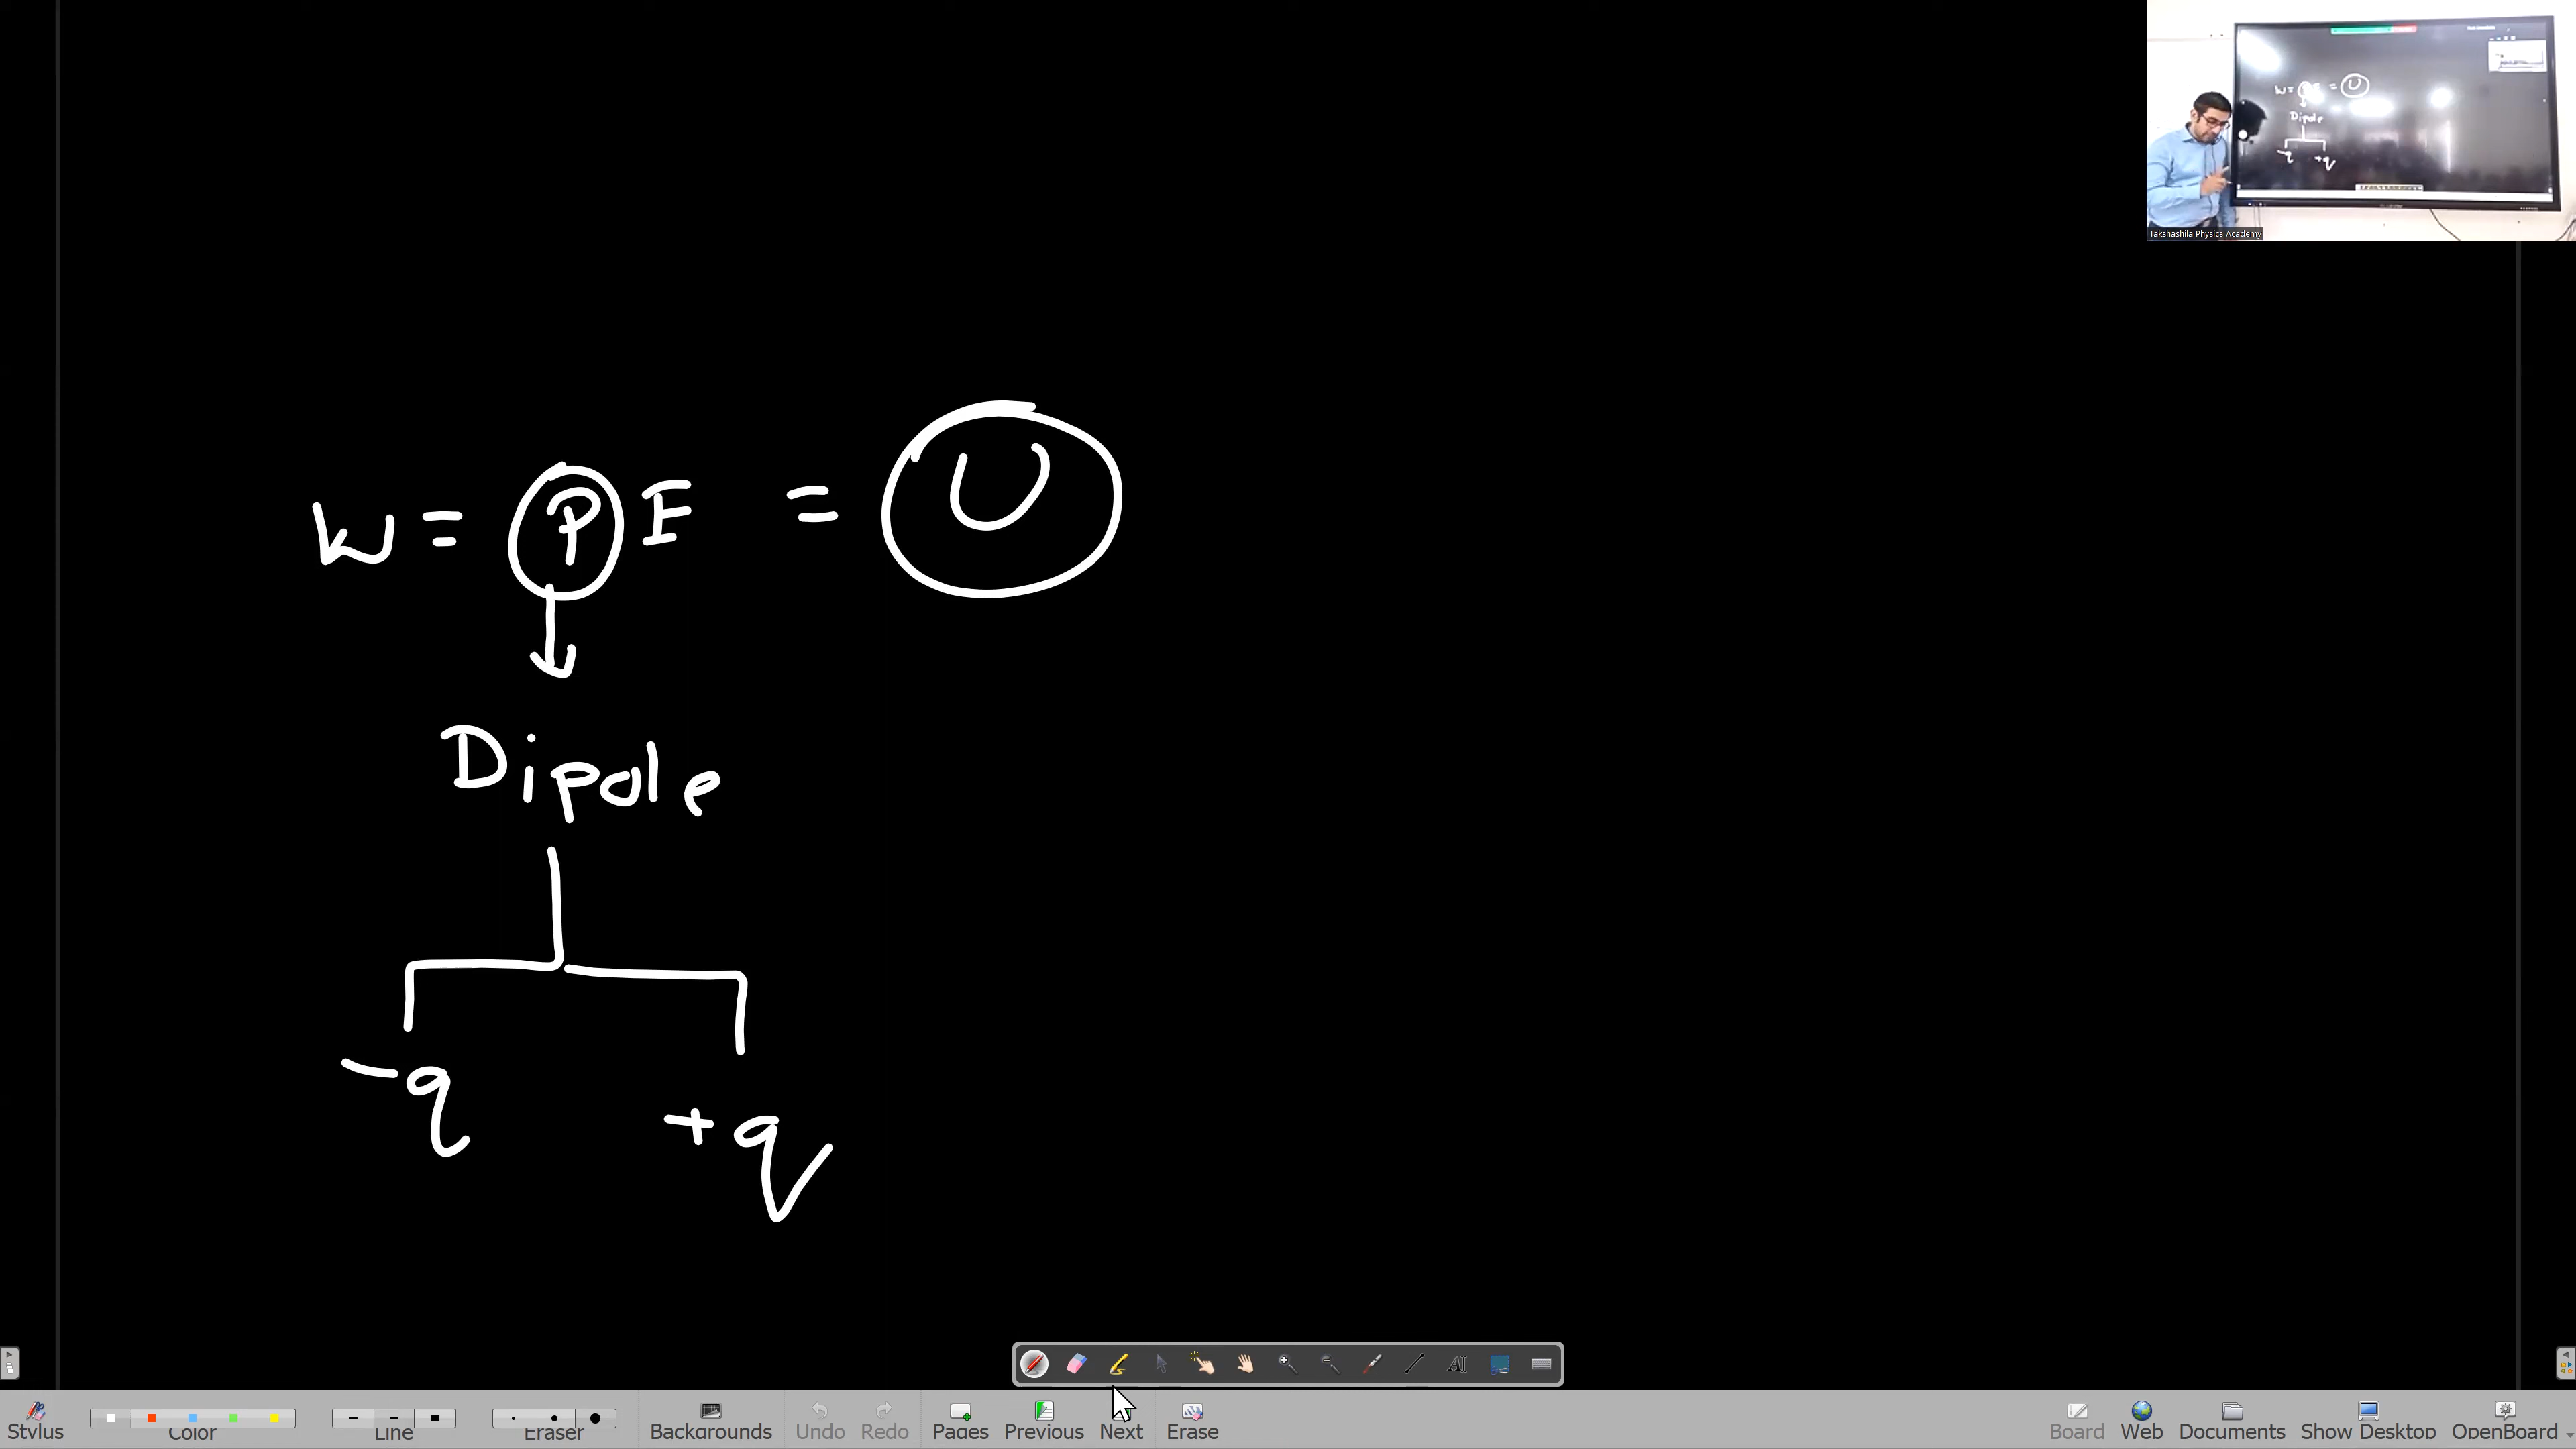 Takshashila Physics Academy
W = P E = U
Dipole
-q +q
Stylus Color Line Eraser Backgrounds Undo Redo Pages Previous Next Erase Board Web Documents Show Desktop OpenBoard